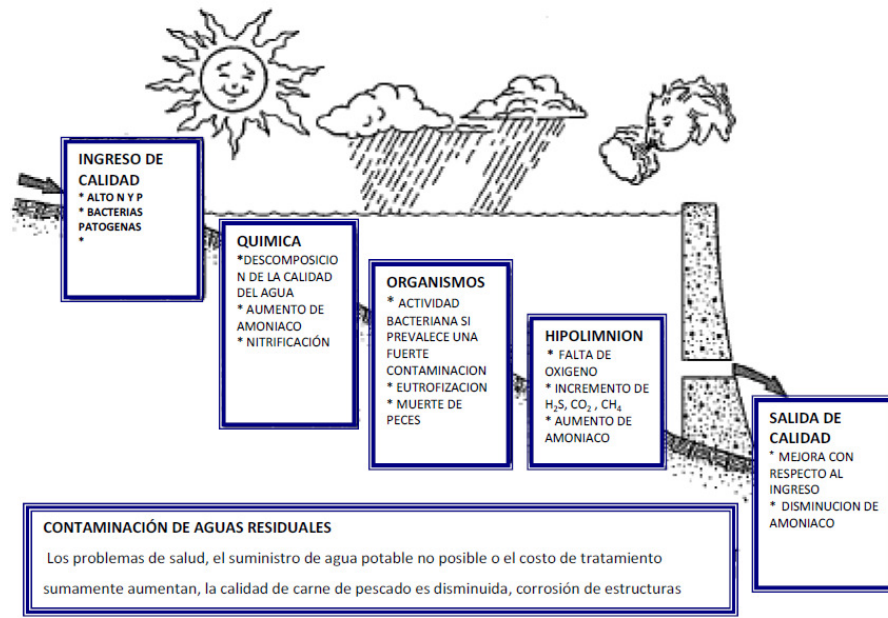 INGRESO DE
CALIDAD
* ALTO N Y P
* BACTERIAS
PATOGENAS
*
QUIMICA
*DESCOMPOSICIO
N DE LA CALIDAD
DEL AGUA
* AUMENTO DE
AMONIACO
* NITRIFICACIÓN
ORGANISMOS
* ACTIVIDAD
BACTERIANA SI
PREVALECE UNA
FUERTE
CONTAMINACION
* EUTROFIZACION
* MUERTE DE
PECES
HIPOLIMNION
* FALTA DE
OXIGENO
* INCREMENTO DE
H₂S, CO₂ , CH₄
* AUMENTO DE
AMONIACO
SALIDA DE
CALIDAD
* MEJORA CON
RESPECTO AL
INGRESO
* DISMINUCION DE
AMONIACO
CONTAMINACIÓN DE AGUAS RESIDUALES
Los problemas de salud, el suministro de agua potable no posible o el costo de tratamiento
sumamente aumentan, la calidad de carne de pescado es disminuida, corrosión de estructuras